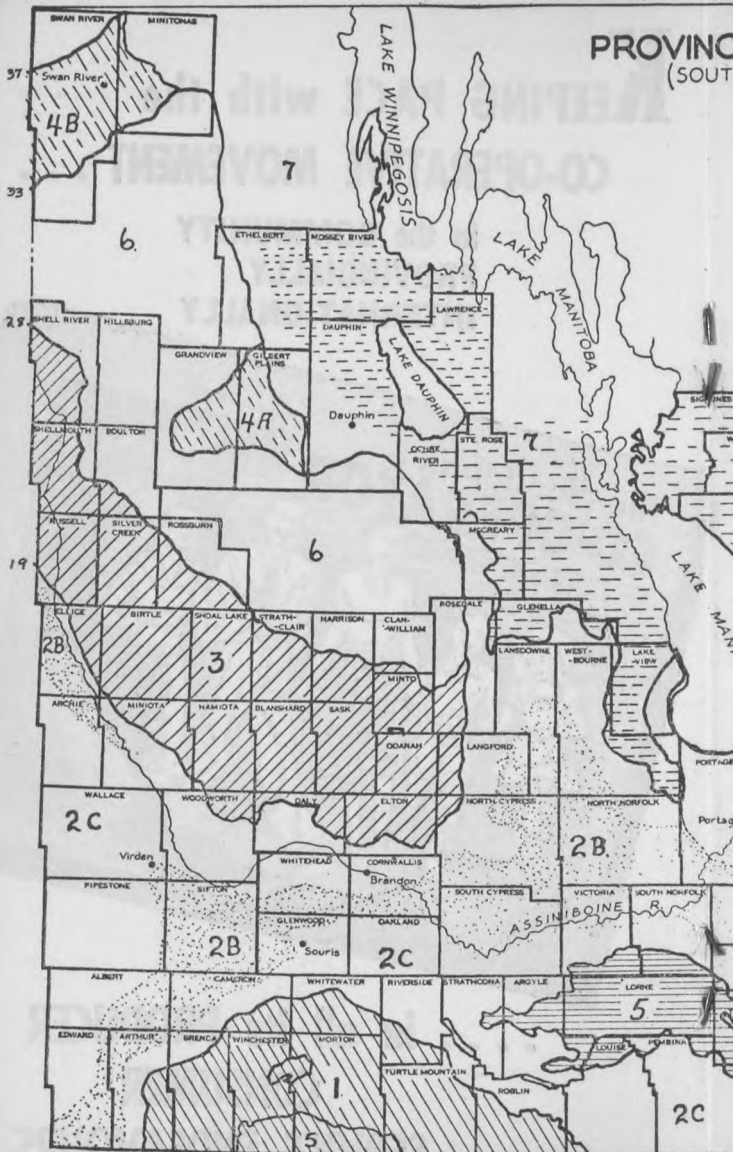 PROVINC
(SOUT
SWAN RIVER
MINITONAS
37
Swan River
4B
LAKE WINNIPEGOSIS
33
7
6.
ETHELBERT
MOSSEY RIVER
LAKE MANITOBA
28
SHELL RIVER
HILLSBURG
LAWRENCE
DAUPHIN
GRANDVIEW
GILBERT PLAINS
LAKE DAUPHIN
4A
Dauphin
SHELLMOUTH
BOULTON
OCHRE RIVER
STE. ROSE
7
RUSSELL
SILVER CREEK
ROSSBURN
6
MCCREARY
19
LAKE MAN
ELLICE
BIRTLE
SHOAL LAKE
STRATH-
-CLAIR
HARRISON
CLAN-
WILLIAM
ROSEDALE
GLENELLA
2B
3
LANSDOWNE
WEST-
-BOURNE
LAKE
-VIEW
MINTO
ARCHIE
MINIOTA
HAMIOTA
BLANSHARD
SASK
ODANAH
LANGFORD
PORTAGE
WALLACE
WOODWORTH
DALY
ELTON
NORTH CYPRESS
NORTH NORFOLK
2C
Portag
2B.
Virden
WHITEHEAD
CORNWALLIS
Brandon
PIPESTONE
SIFTON
SOUTH CYPRESS
VICTORIA
SOUTH NORFOLK
ASSINIBOINE R.
GLENWOOD
OAKLAND
2B
Souris
2C
ALBERT
CAMERON
WHITEWATER
RIVERSIDE
STRATHCONA
ARGYLE
LORNE
5
EDWARD
ARTHUR
BRENDA
WINCHESTER
MORTON
LOUISE
PEMBINA
TURTLE MOUNTAIN
1
ROBLIN
2C
5